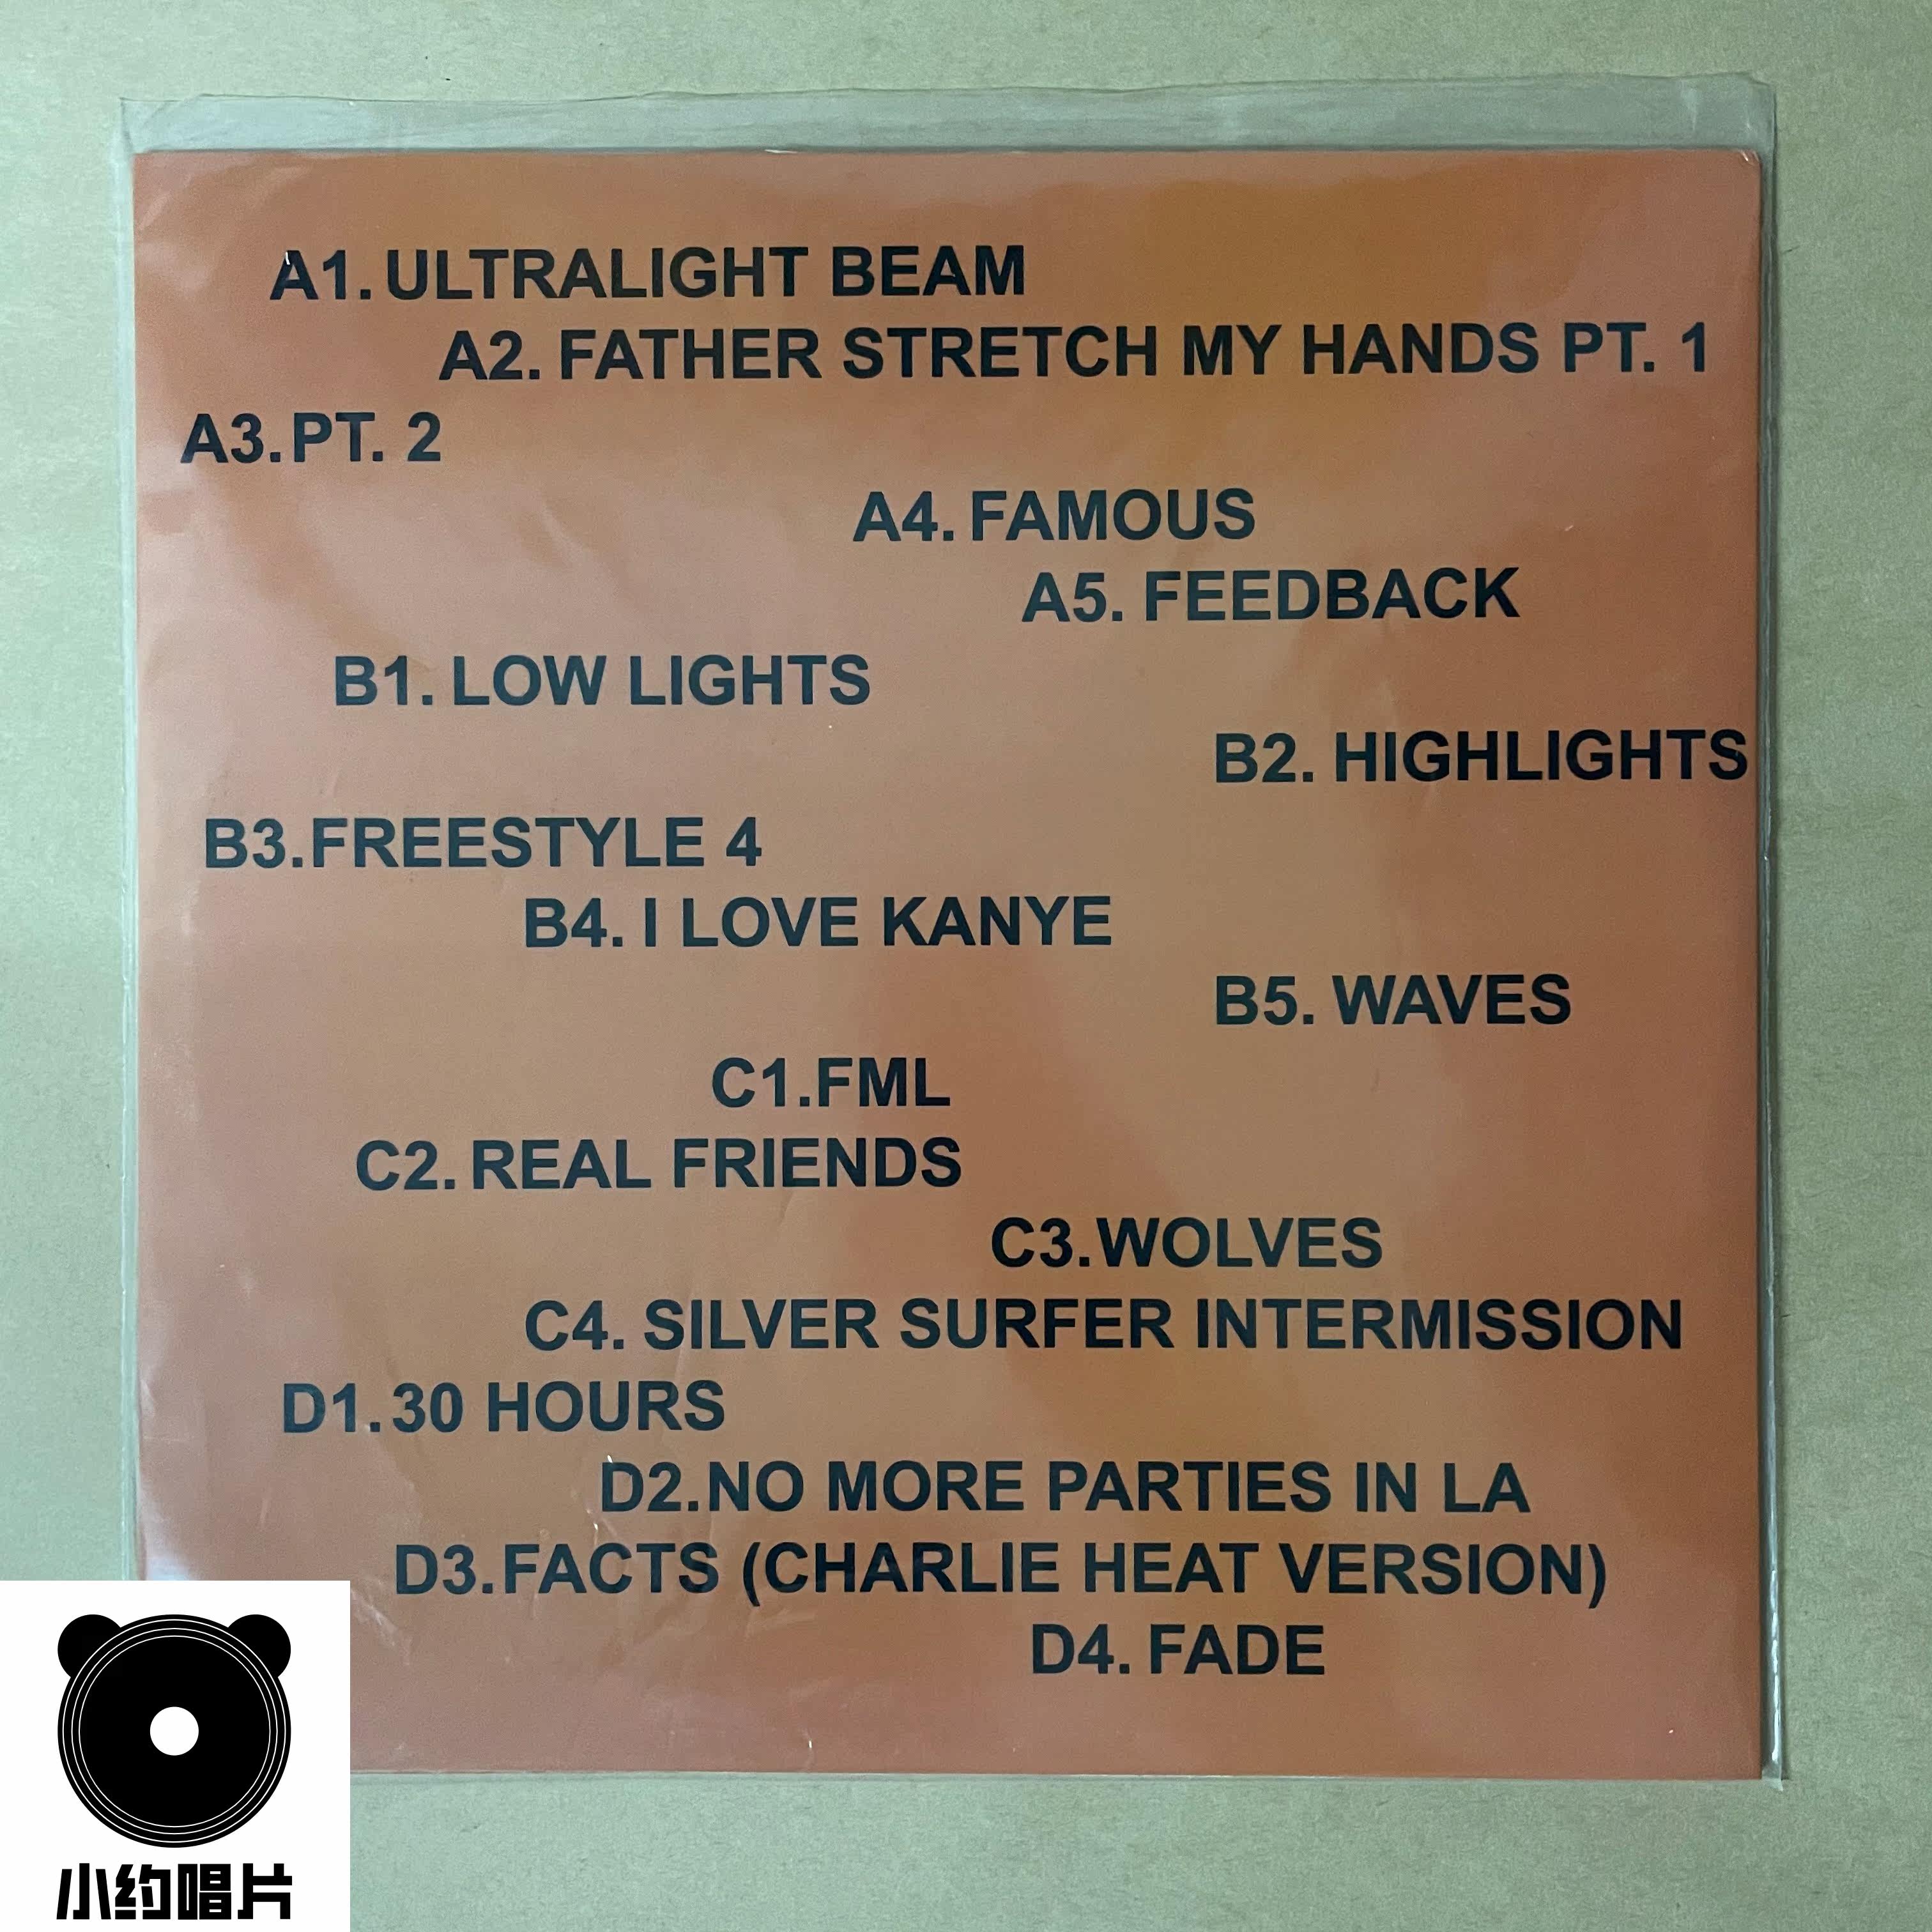 A1. ULTRALIGHT BEAM
A2. FATHER STRETCH MY HANDS PT. 1
A3. PT. 2
A4. FAMOUS
A5. FEEDBACK
B1. LOW LIGHTS
B2. HIGHLIGHTS
B3. FREESTYLE 4
B4. I LOVE KANYE
B5. WAVES
C1. FML
C2. REAL FRIENDS
C3. WOLVES
C4. SILVER SURFER INTERMISSION
D1. 30 HOURS
D2. NO MORE PARTIES IN LA
D3. FACTS (CHARLIE HEAT VERSION)
D4. FADE
小约唱片